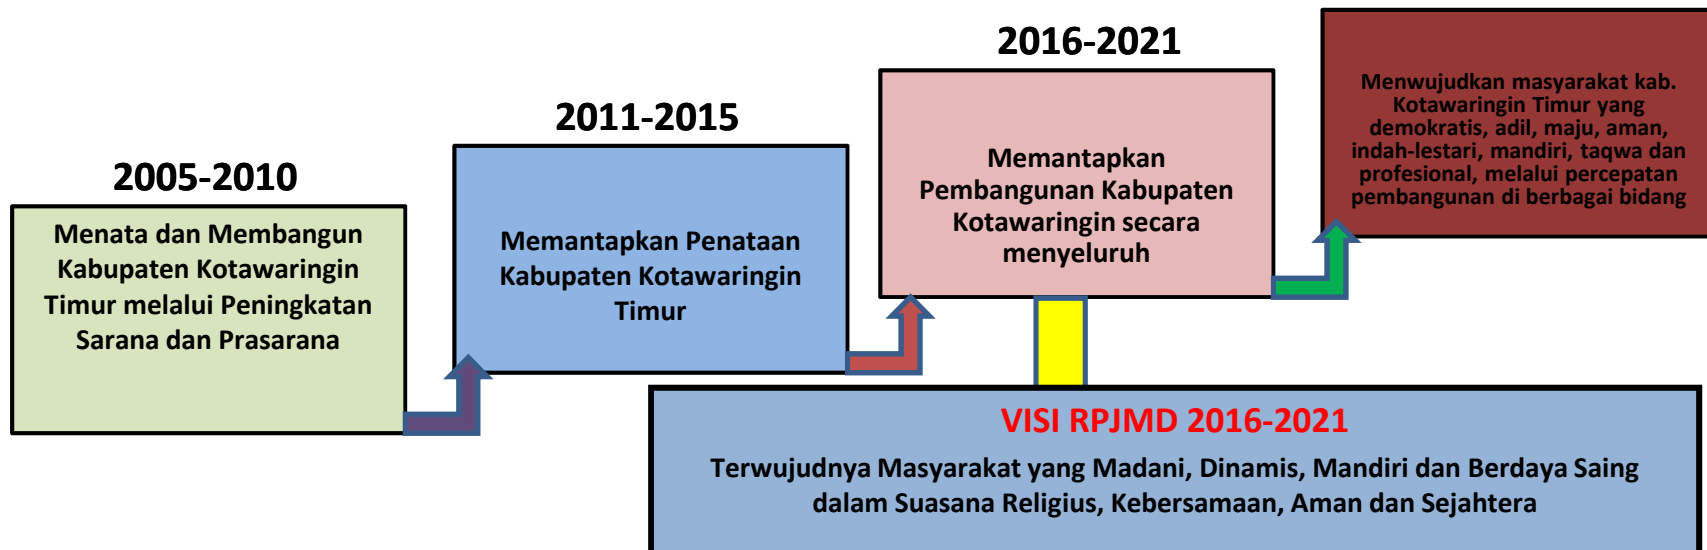 2005-2010
Menata dan Membangun
Kabupaten Kotawaringin
Timur melalui Peningkatan
Sarana dan Prasarana
2011-2015
Memantapkan Penataan
Kabupaten Kotawaringin
Timur
2016-2021
Memantapkan
Pembangunan Kabupaten
Kotawaringin secara
menyeluruh
Menwujudkan masyarakat kab.
Kotawaringin Timur yang
demokratis, adil, maju, aman,
indah-lestari, mandiri, taqwa dan
profesional, melalui percepatan
pembangunan di berbagai bidang
VISI RPJMD 2016-2021
Terwujudnya Masyarakat yang Madani, Dinamis, Mandiri dan Berdaya Saing
dalam Suasana Religius, Kebersamaan, Aman dan Sejahtera